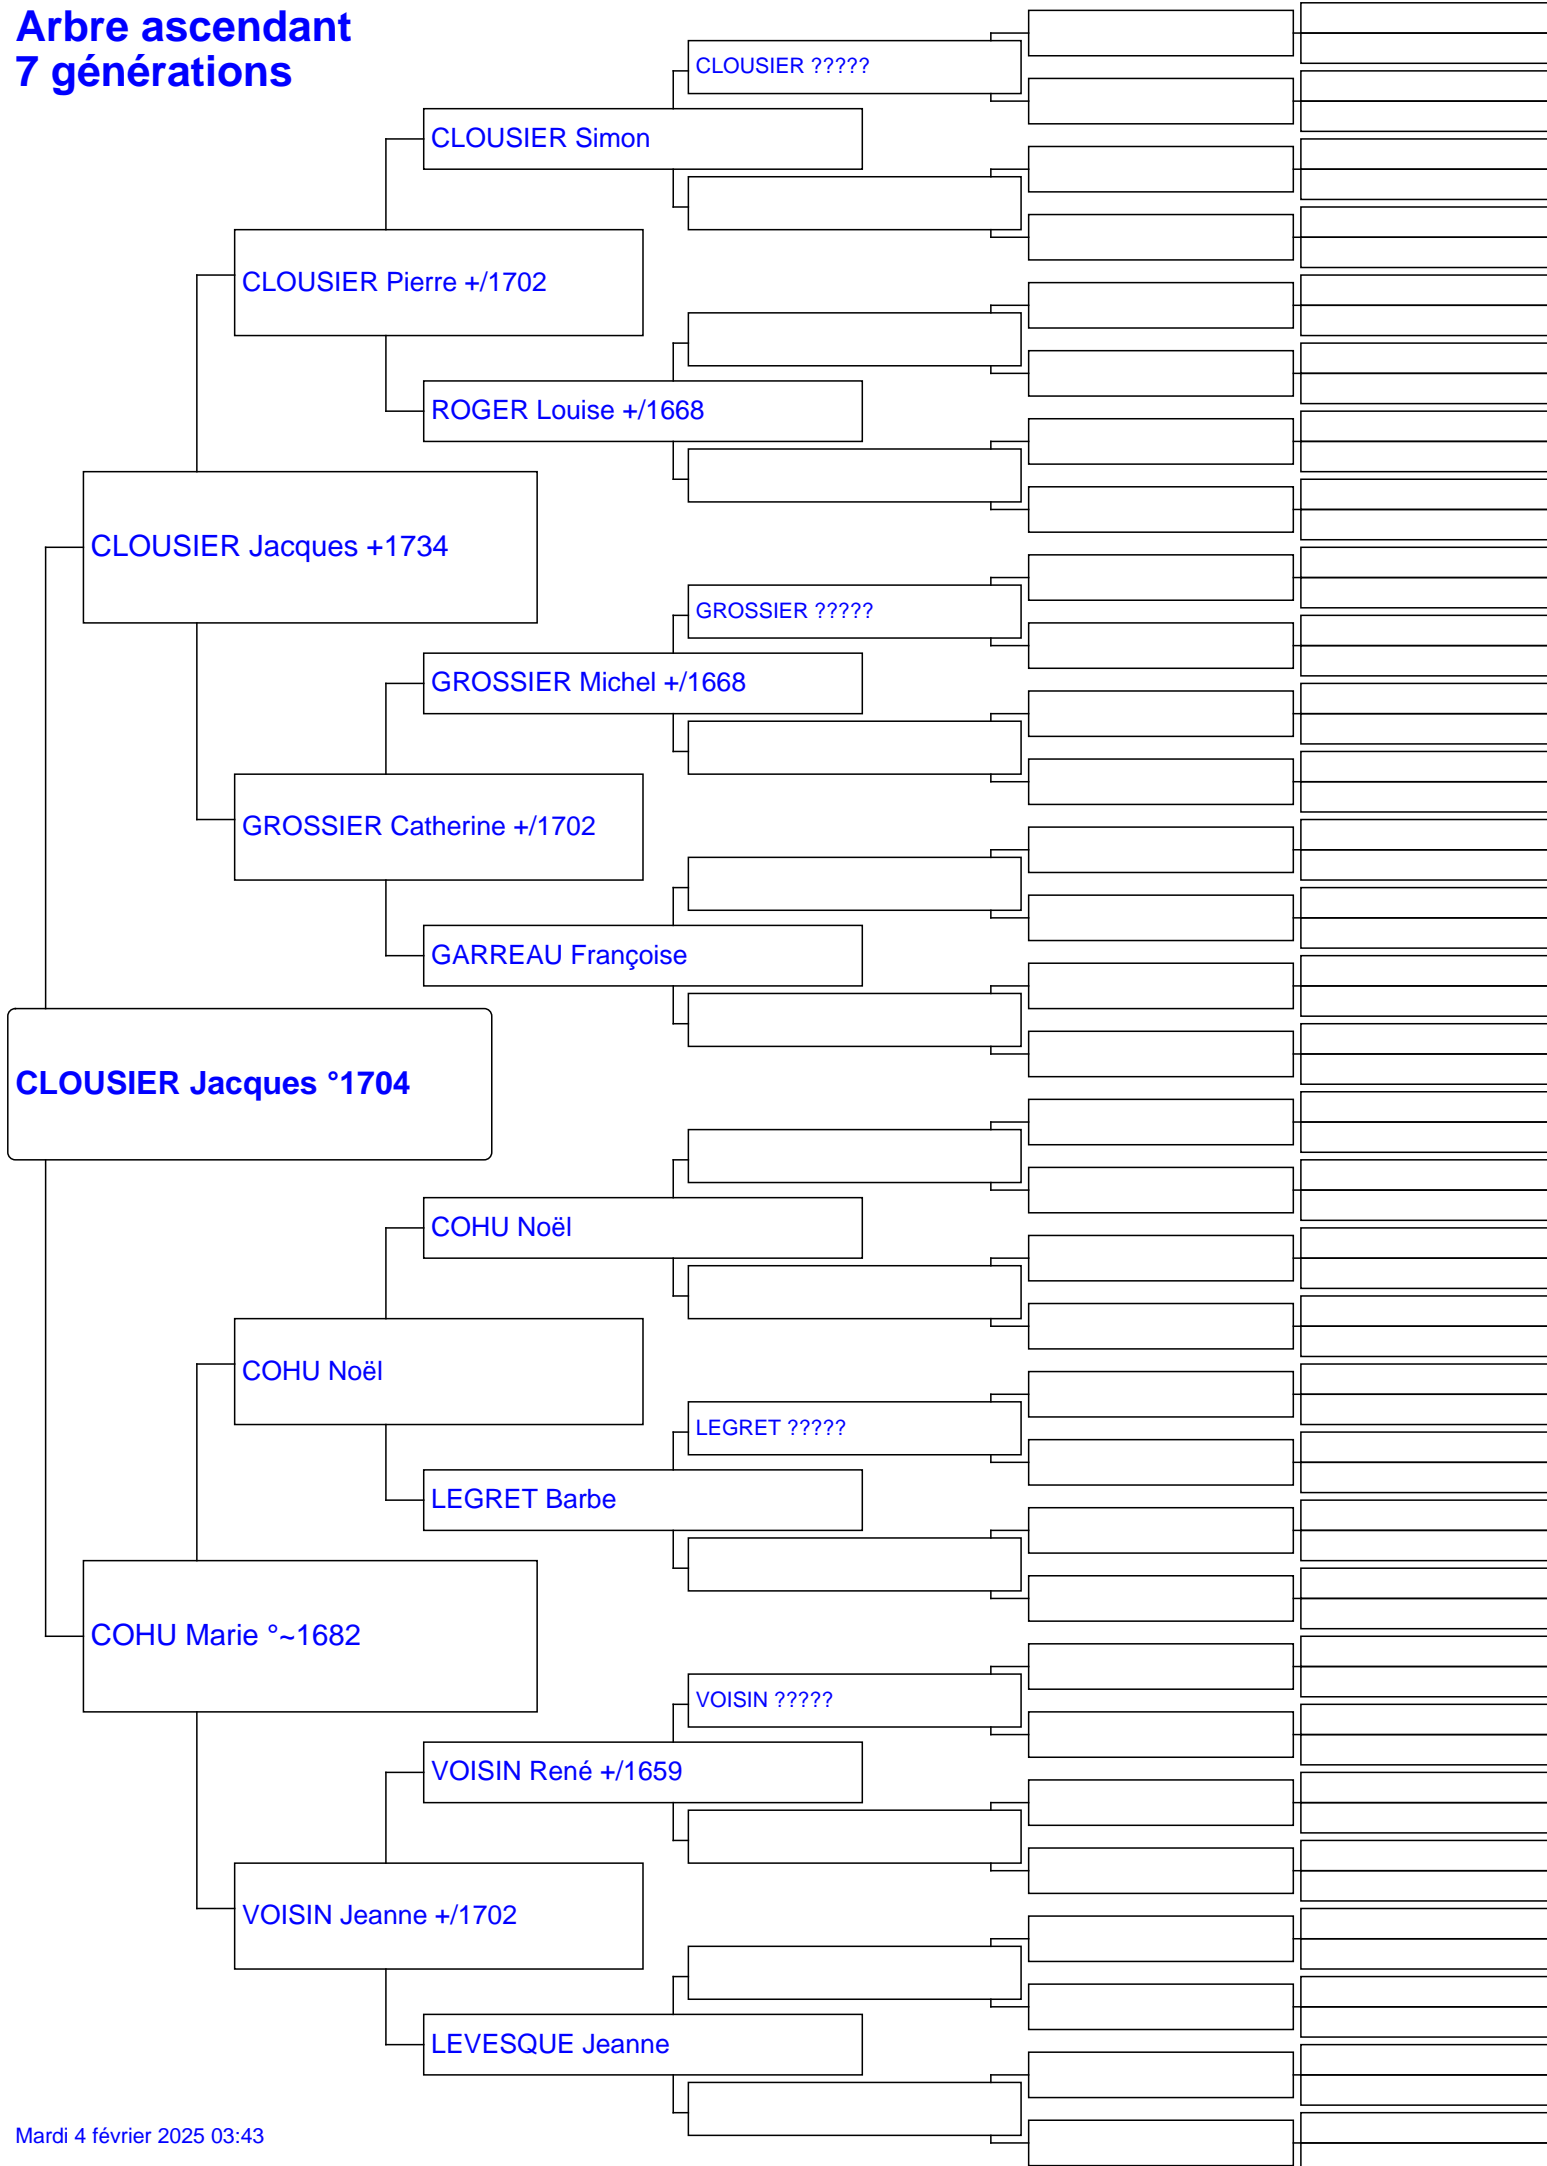 Arbre ascendant
7 générations
CLOUSIER ?????
CLOUSIER Simon
CLOUSIER Pierre +/1702
ROGER Louise +/1668
CLOUSIER Jacques +1734
GROSSIER ?????
GROSSIER Michel +/1668
GROSSIER Catherine +/1702
GARREAU Françoise
CLOUSIER Jacques °1704
COHU Noël
COHU Noël
LEGRET ?????
LEGRET Barbe
COHU Marie °~1682
VOISIN ?????
VOISIN René +/1659
VOISIN Jeanne +/1702
LEVESQUE Jeanne
Mardi 4 février 2025 03:43